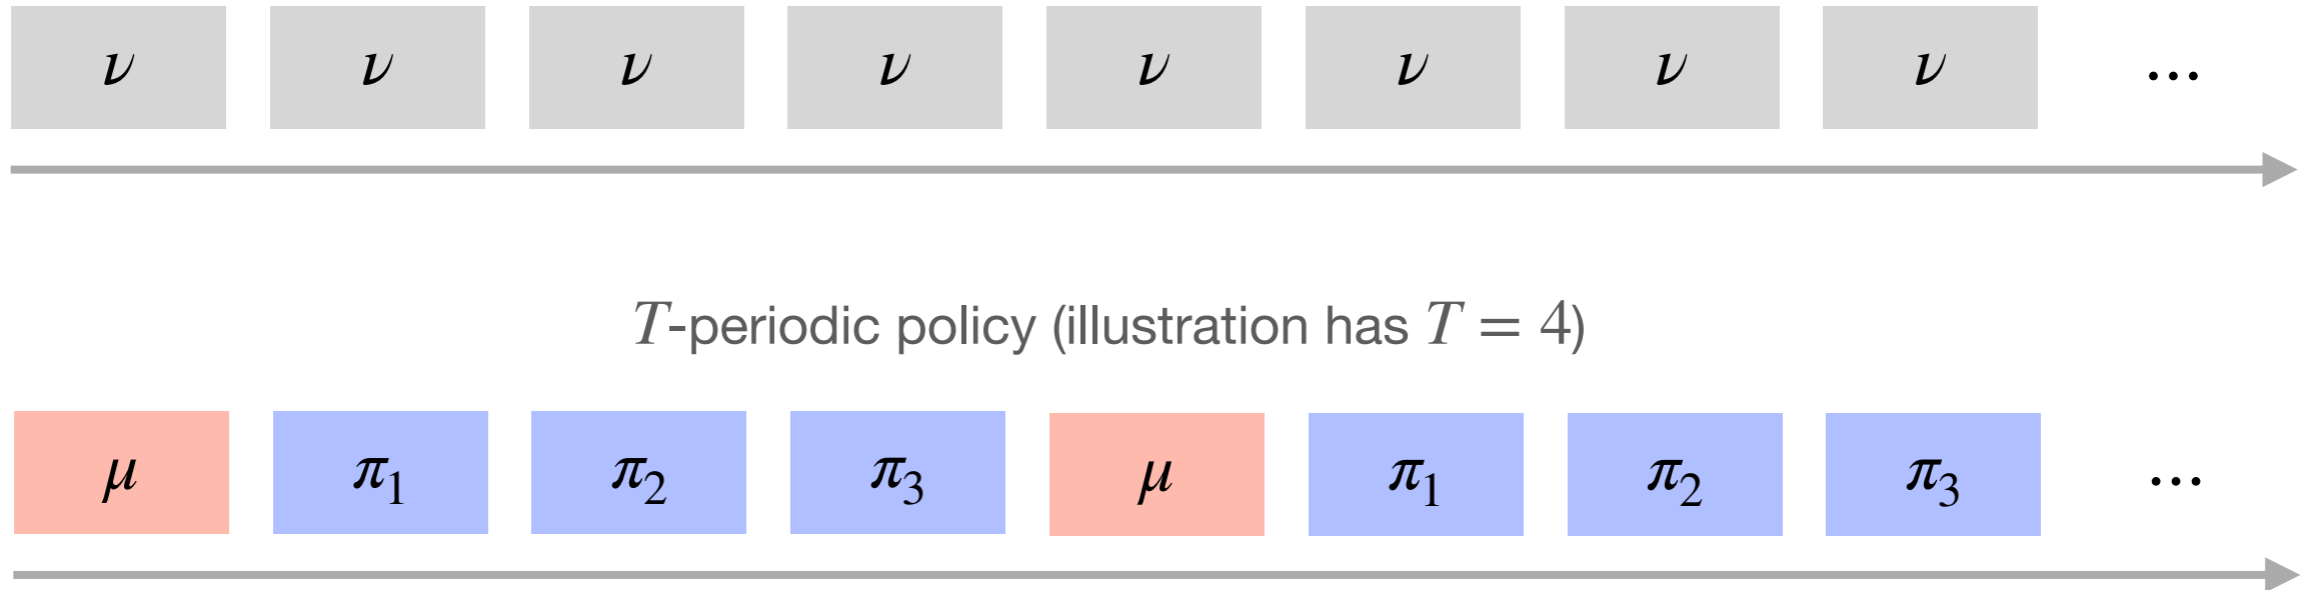 ν ν ν ν ν ν ν ν ...
T-periodic policy (illustration has T = 4)
μ π₁ π₂ π₃ μ π₁ π₂ π₃ ...